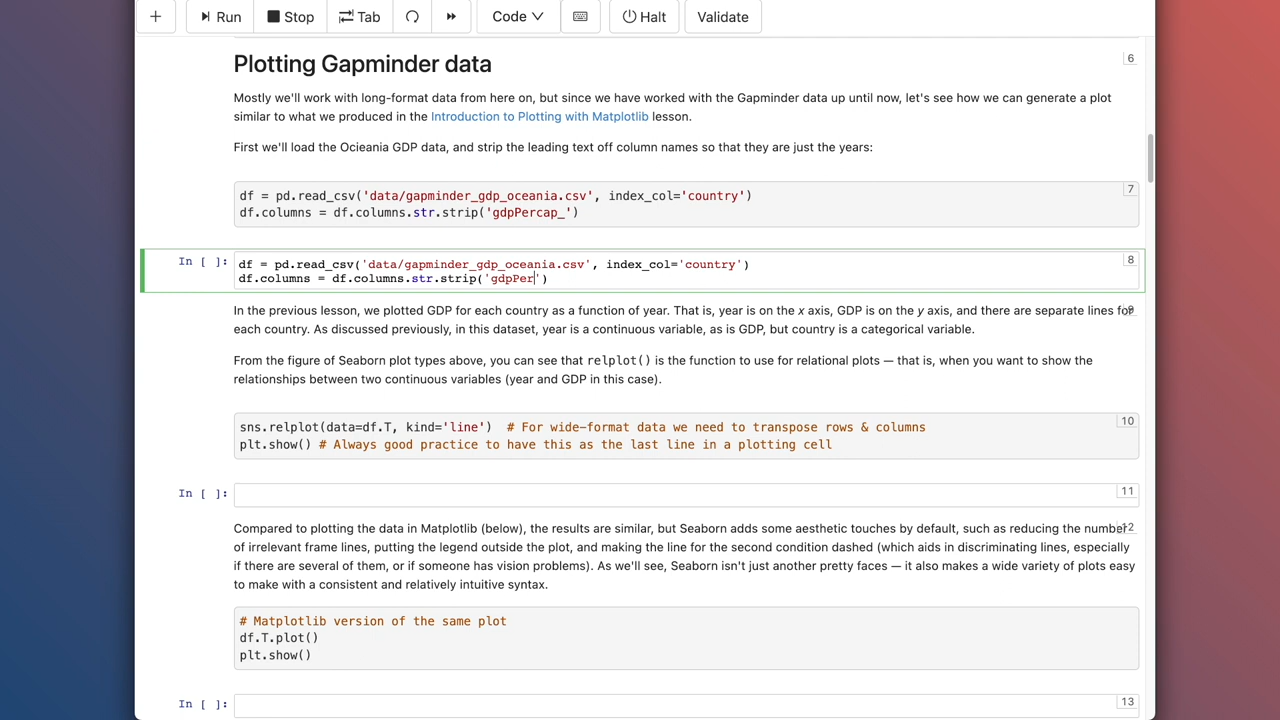 Run Stop Tab Code Halt Validate
Plotting Gapminder data
6
Mostly we'll work with long-format data from here on, but since we have worked with the Gapminder data up until now, let's see how we can generate a plot
similar to what we produced in the Introduction to Plotting with Matplotlib lesson.
First we'll load the Ocieania GDP data, and strip the leading text off column names so that they are just the years:
7
df = pd.read_csv('data/gapminder_gdp_oceania.csv', index_col='country')
df.columns = df.columns.str.strip('gdpPercap_')
In [ ]:
8
df = pd.read_csv('data/gapminder_gdp_oceania.csv', index_col='country')
df.columns = df.columns.str.strip('gdpPer')
9
In the previous lesson, we plotted GDP for each country as a function of year. That is, year is on the x axis, GDP is on the y axis, and there are separate lines for
each country. As discussed previously, in this dataset, year is a continuous variable, as is GDP, but country is a categorical variable.
From the figure of Seaborn plot types above, you can see that relplot() is the function to use for relational plots — that is, when you want to show the
relationships between two continuous variables (year and GDP in this case).
10
sns.relplot(data=df.T, kind='line')  # For wide-format data we need to transpose rows & columns
plt.show() # Always good practice to have this as the last line in a plotting cell
In [ ]:
11
12
Compared to plotting the data in Matplotlib (below), the results are similar, but Seaborn adds some aesthetic touches by default, such as reducing the number
of irrelevant frame lines, putting the legend outside the plot, and making the line for the second condition dashed (which aids in discriminating lines, especially
if there are several of them, or if someone has vision problems). As we'll see, Seaborn isn't just another pretty faces — it also makes a wide variety of plots easy
to make with a consistent and relatively intuitive syntax.
# Matplotlib version of the same plot
df.T.plot()
plt.show()
In [ ]:
13